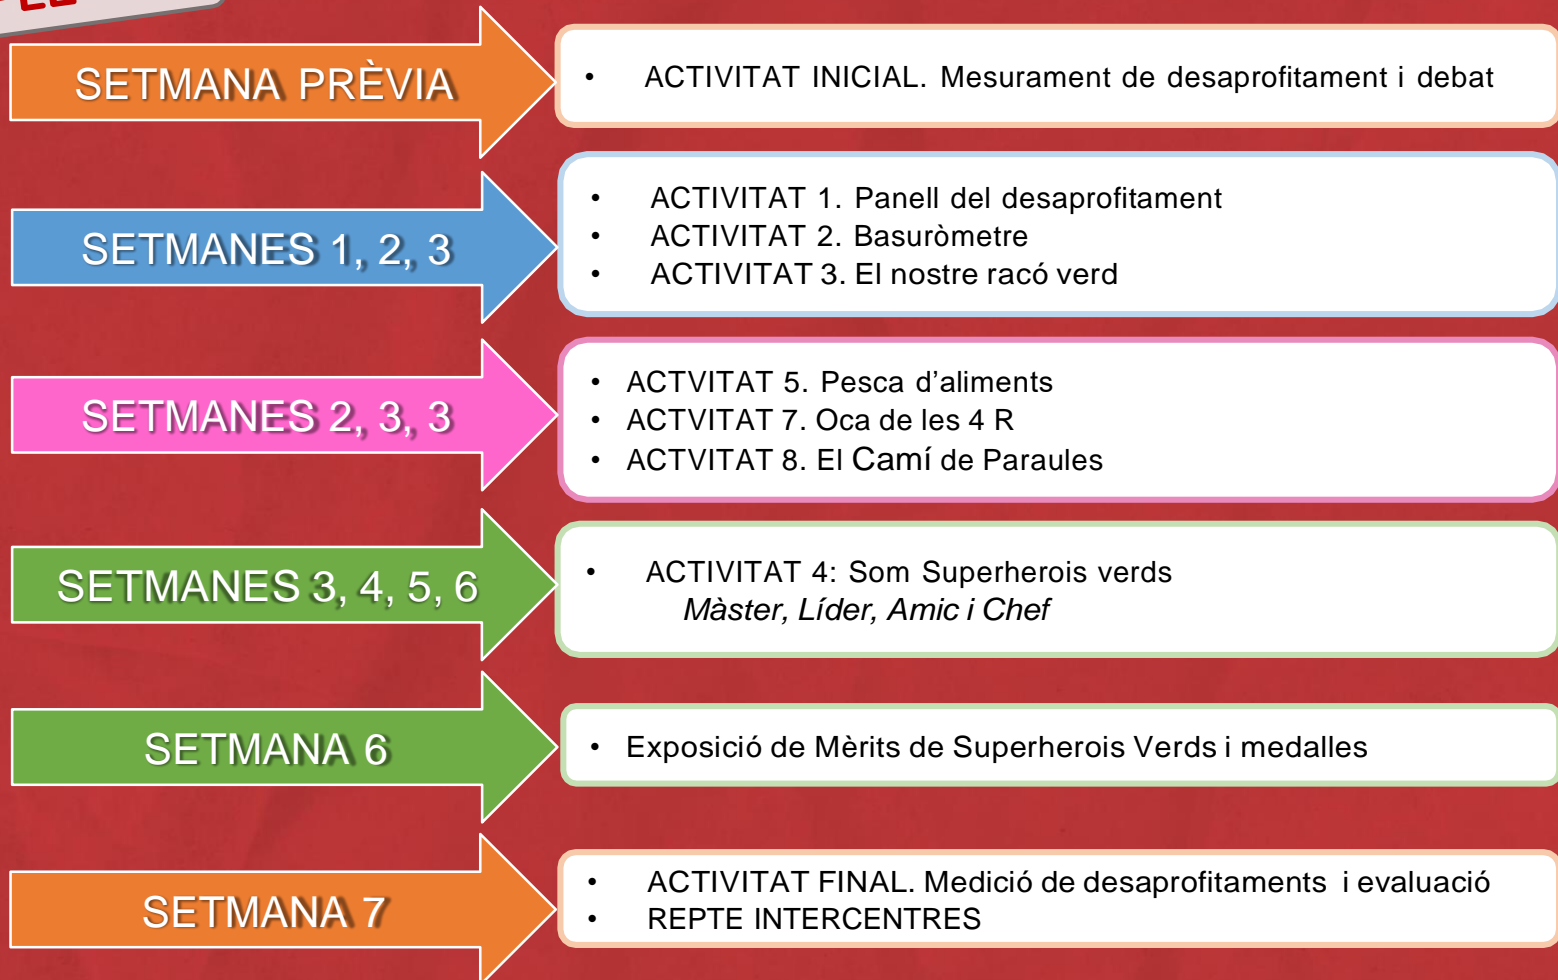 SETMANA PRÈVIA
• ACTIVITAT INICIAL. Mesurament de desaprofitament i debat
SETMANES 1, 2, 3
• ACTIVITAT 1. Panell del desaprofitament
• ACTIVITAT 2. Basuròmetre
• ACTIVITAT 3. El nostre racó verd
SETMANES 2, 3, 3
• ACTVITAT 5. Pesca d’aliments
• ACTVITAT 7. Oca de les 4 R
• ACTVITAT 8. El Camí de Paraules
SETMANES 3, 4, 5, 6
• ACTIVITAT 4: Som Superherois verds
Màster, Líder, Amic i Chef
SETMANA 6
• Exposició de Mèrits de Superherois Verds i medalles
SETMANA 7
• ACTIVITAT FINAL. Medició de desaprofitaments i evaluació
• REPTE INTERCENTRES